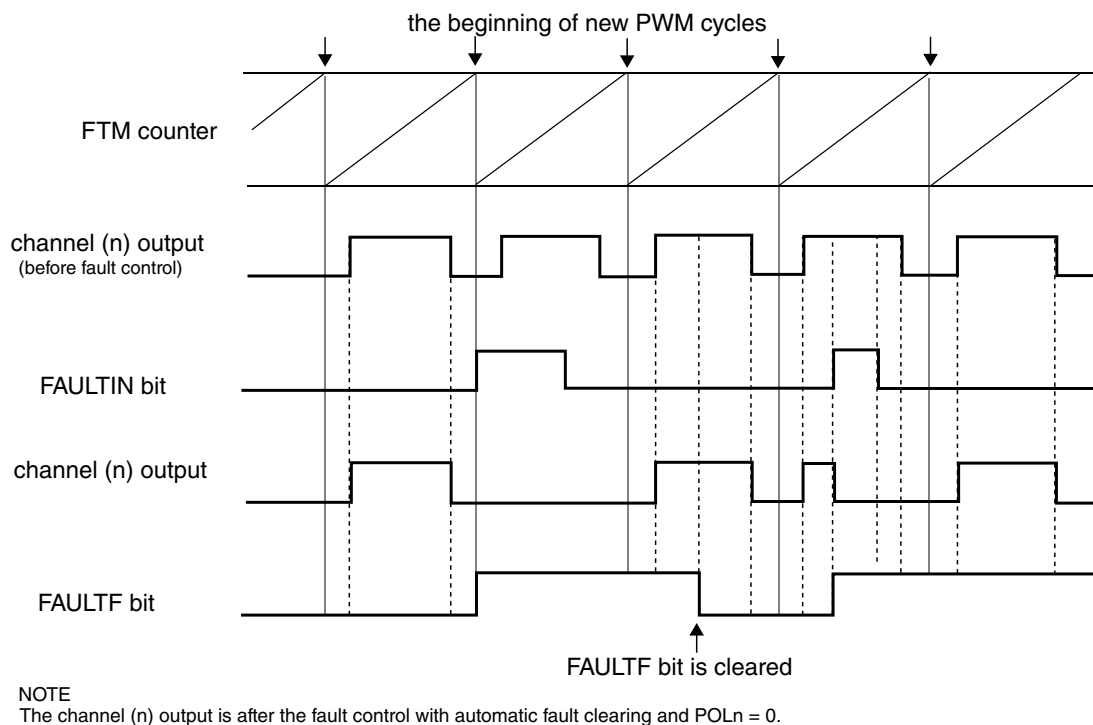 the beginning of new PWM cycles
FTM counter
channel (n) output
(before fault control)
FAULTIN bit
channel (n) output
FAULTF bit
FAULTF bit is cleared
NOTE
The channel (n) output is after the fault control with automatic fault clearing and POLn = 0.